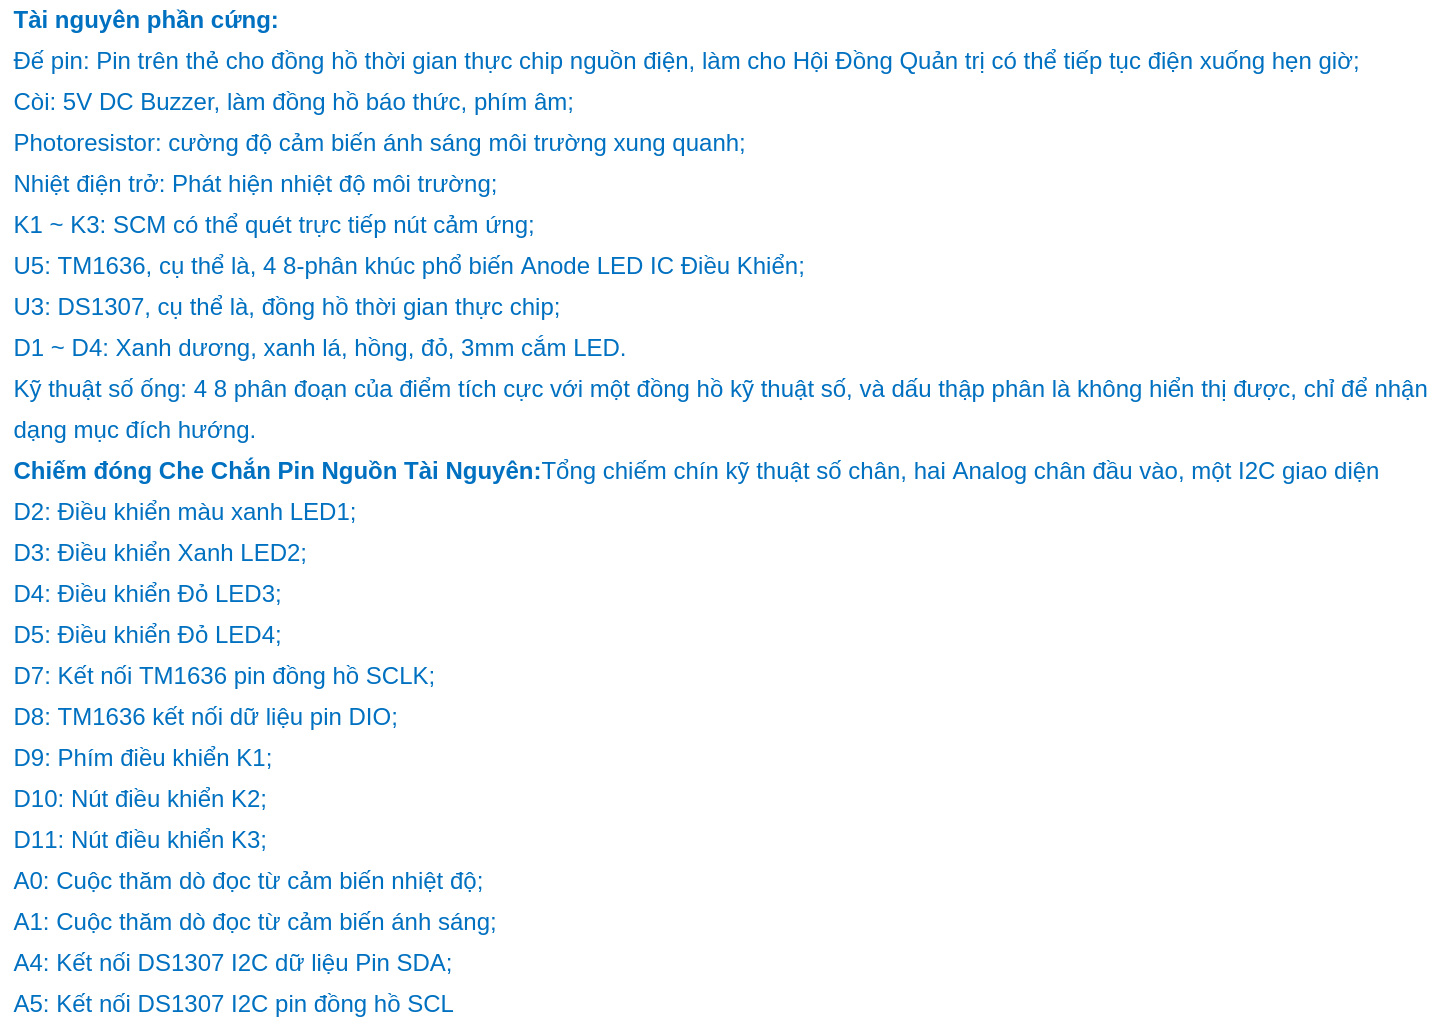 Tài nguyên phần cứng:
Đế pin: Pin trên thẻ cho đồng hồ thời gian thực chip nguồn điện, làm cho Hội Đồng Quản trị có thể tiếp tục điện xuống hẹn giờ;
Còi: 5V DC Buzzer, làm đồng hồ báo thức, phím âm;
Photoresistor: cường độ cảm biến ánh sáng môi trường xung quanh;
Nhiệt điện trở: Phát hiện nhiệt độ môi trường;
K1 ~ K3: SCM có thể quét trực tiếp nút cảm ứng;
U5: TM1636, cụ thể là, 4 8-phân khúc phổ biến Anode LED IC Điều Khiển;
U3: DS1307, cụ thể là, đồng hồ thời gian thực chip;
D1 ~ D4: Xanh dương, xanh lá, hồng, đỏ, 3mm cắm LED.
Kỹ thuật số ống: 4 8 phân đoạn của điểm tích cực với một đồng hồ kỹ thuật số, và dấu thập phân là không hiển thị được, chỉ để nhận
dạng mục đích hướng.
Chiếm đóng Che Chắn Pin Nguồn Tài Nguyên:Tổng chiếm chín kỹ thuật số chân, hai Analog chân đầu vào, một I2C giao diện
D2: Điều khiển màu xanh LED1;
D3: Điều khiển Xanh LED2;
D4: Điều khiển Đỏ LED3;
D5: Điều khiển Đỏ LED4;
D7: Kết nối TM1636 pin đồng hồ SCLK;
D8: TM1636 kết nối dữ liệu pin DIO;
D9: Phím điều khiển K1;
D10: Nút điều khiển K2;
D11: Nút điều khiển K3;
A0: Cuộc thăm dò đọc từ cảm biến nhiệt độ;
A1: Cuộc thăm dò đọc từ cảm biến ánh sáng;
A4: Kết nối DS1307 I2C dữ liệu Pin SDA;
A5: Kết nối DS1307 I2C pin đồng hồ SCL